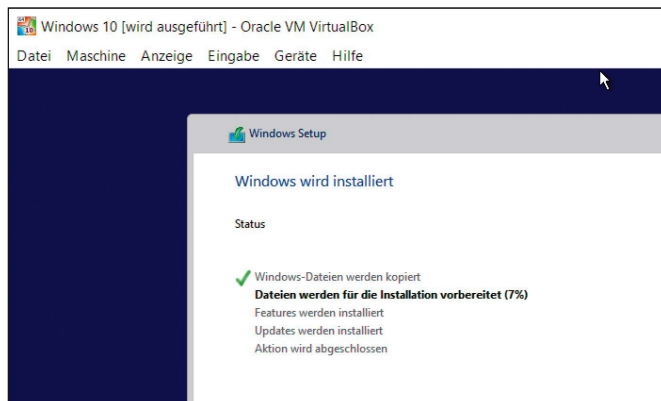 Windows 10 [wird ausgeführt] - Oracle VM VirtualBox
Datei Maschine Anzeige Eingabe Geräte Hilfe
Windows Setup
Windows wird installiert
Status
Windows-Dateien werden kopiert
Dateien werden für die Installation vorbereitet (7%)
Features werden installiert
Updates werden installiert
Aktion wird abgeschlossen